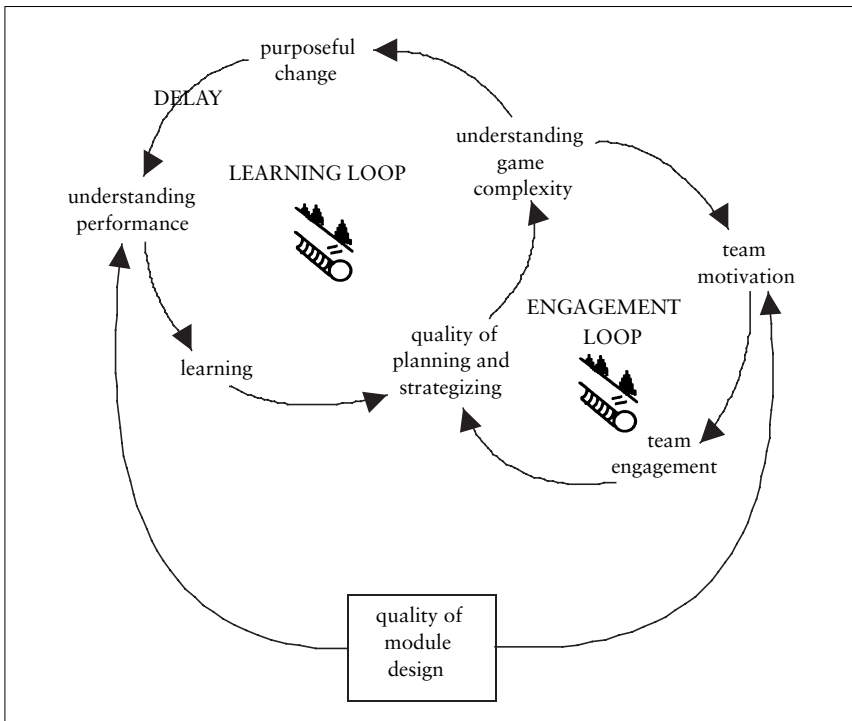 purposeful
change
DELAY
understanding
game
complexity
LEARNING LOOP
understanding
performance
team
motivation
ENGAGEMENT
LOOP
quality of
planning and
strategizing
learning
team
engagement
quality of
module
design